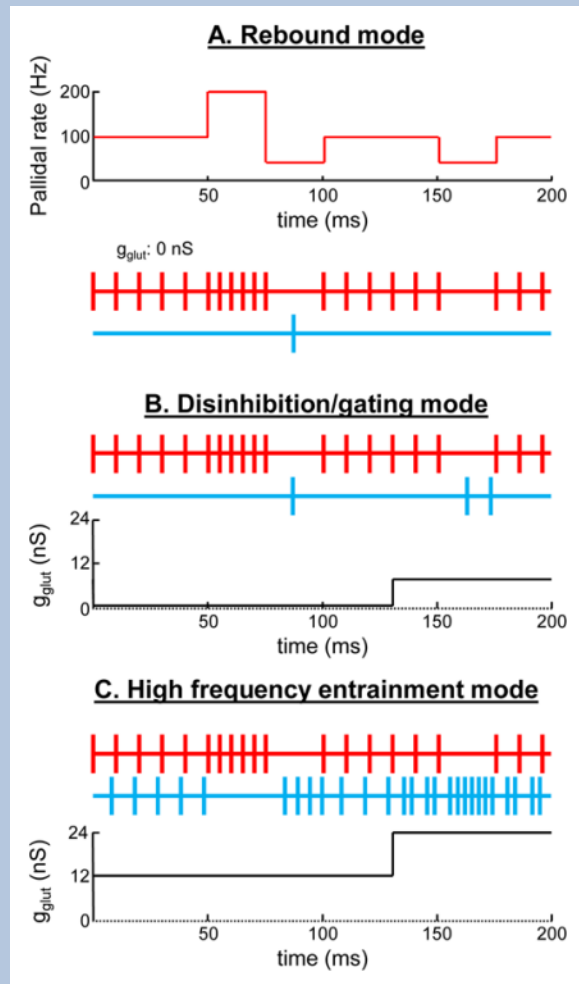 A. Rebound mode
Pallidal rate (Hz)
200
100
0
50
100
150
200
time (ms)
gglut: 0 nS
B. Disinhibition/gating mode
gglut (nS)
24
12
0
50
100
150
200
time (ms)
C. High frequency entrainment mode
gglut (nS)
24
12
0
50
100
150
200
time (ms)